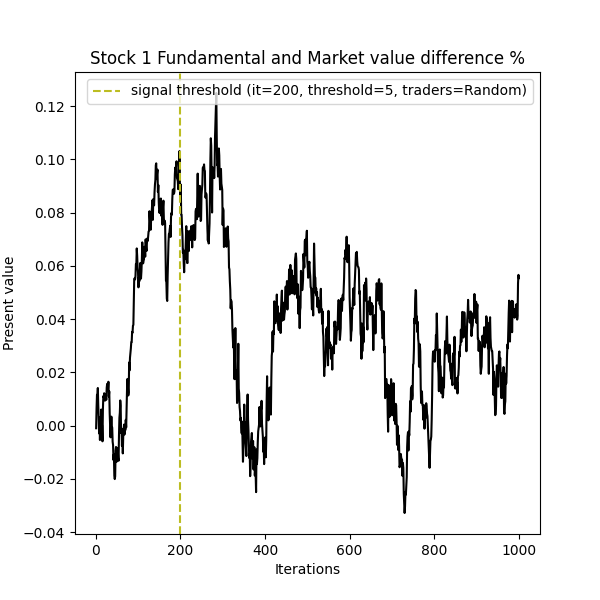 Stock 1 Fundamental and Market value difference %
signal threshold (it=200, threshold=5, traders=Random)
0.12
0.10
0.08
0.06
0.04
0.02
0.00
−0.02
−0.04
Present value
0 200 400 600 800 1000
Iterations